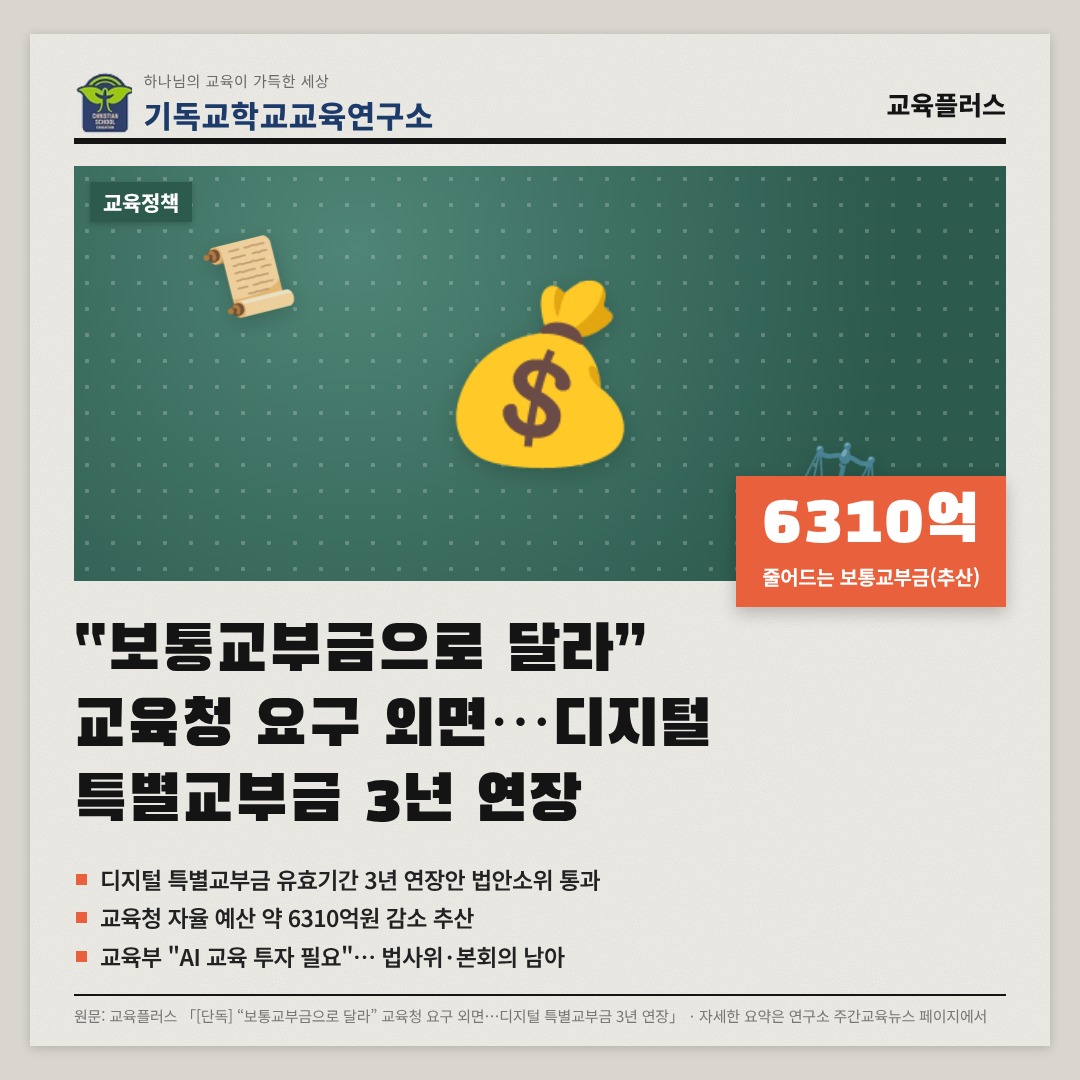 하나님의 교육이 가득한 세상
기독교학교교육연구소
CHRISTIAN
SCHOOL
교육플러스
교육정책
$
6310억
줄어드는 보통교부금(추산)
“보통교부금으로 달라”
교육청 요구 외면…디지털
특별교부금 3년 연장
디지털 특별교부금 유효기간 3년 연장안 법안소위 통과
교육청 자율 예산 약 6310억원 감소 추산
교육부 "AI 교육 투자 필요"… 법사위·본회의 남아
원문: 교육플러스 「[단독] “보통교부금으로 달라” 교육청 요구 외면…디지털 특별교부금 3년 연장」 · 자세한 요약은 연구소 주간교육뉴스 페이지에서